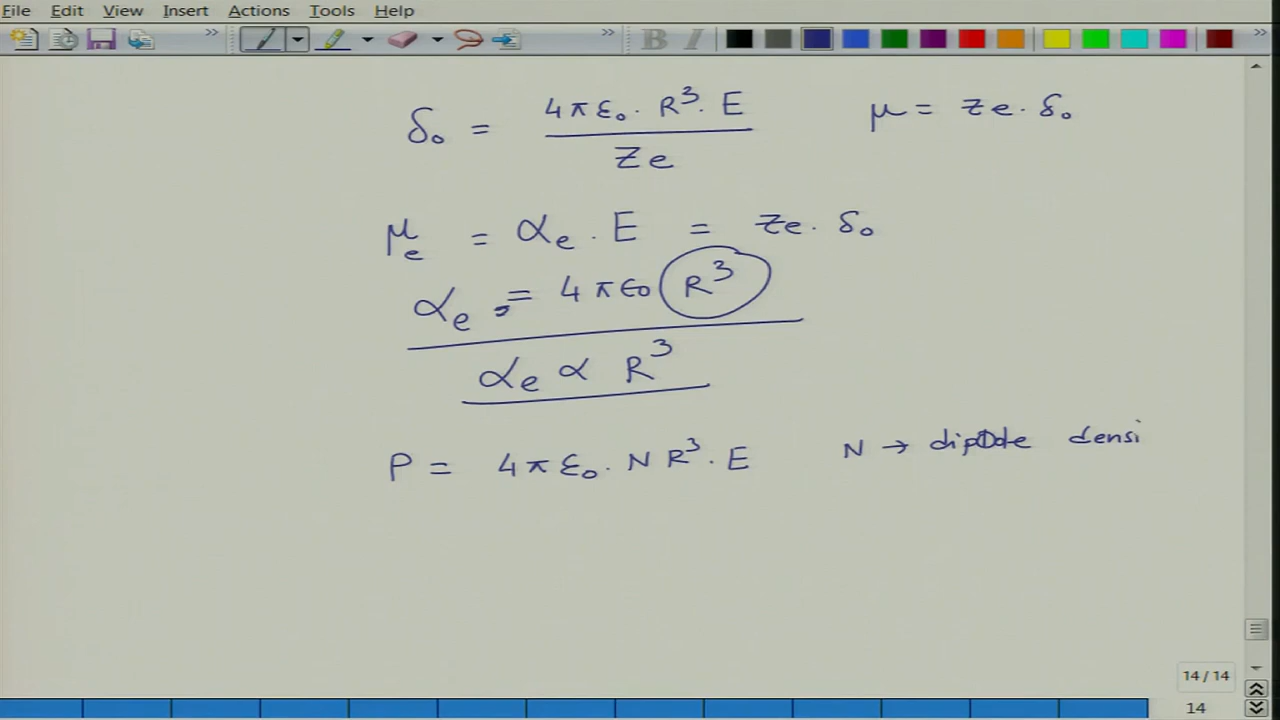 File Edit View Insert Actions Tools Help
B I
δ₀ = 4πε₀. R³. E / Ze μ = Ze. δ₀
μₑ = αₑ. E = Ze. δ₀
αₑ = 4πε₀ R³
αₑ ∝ R³
P = 4πε₀. N R³. E N → dipole densi
14 / 14
14